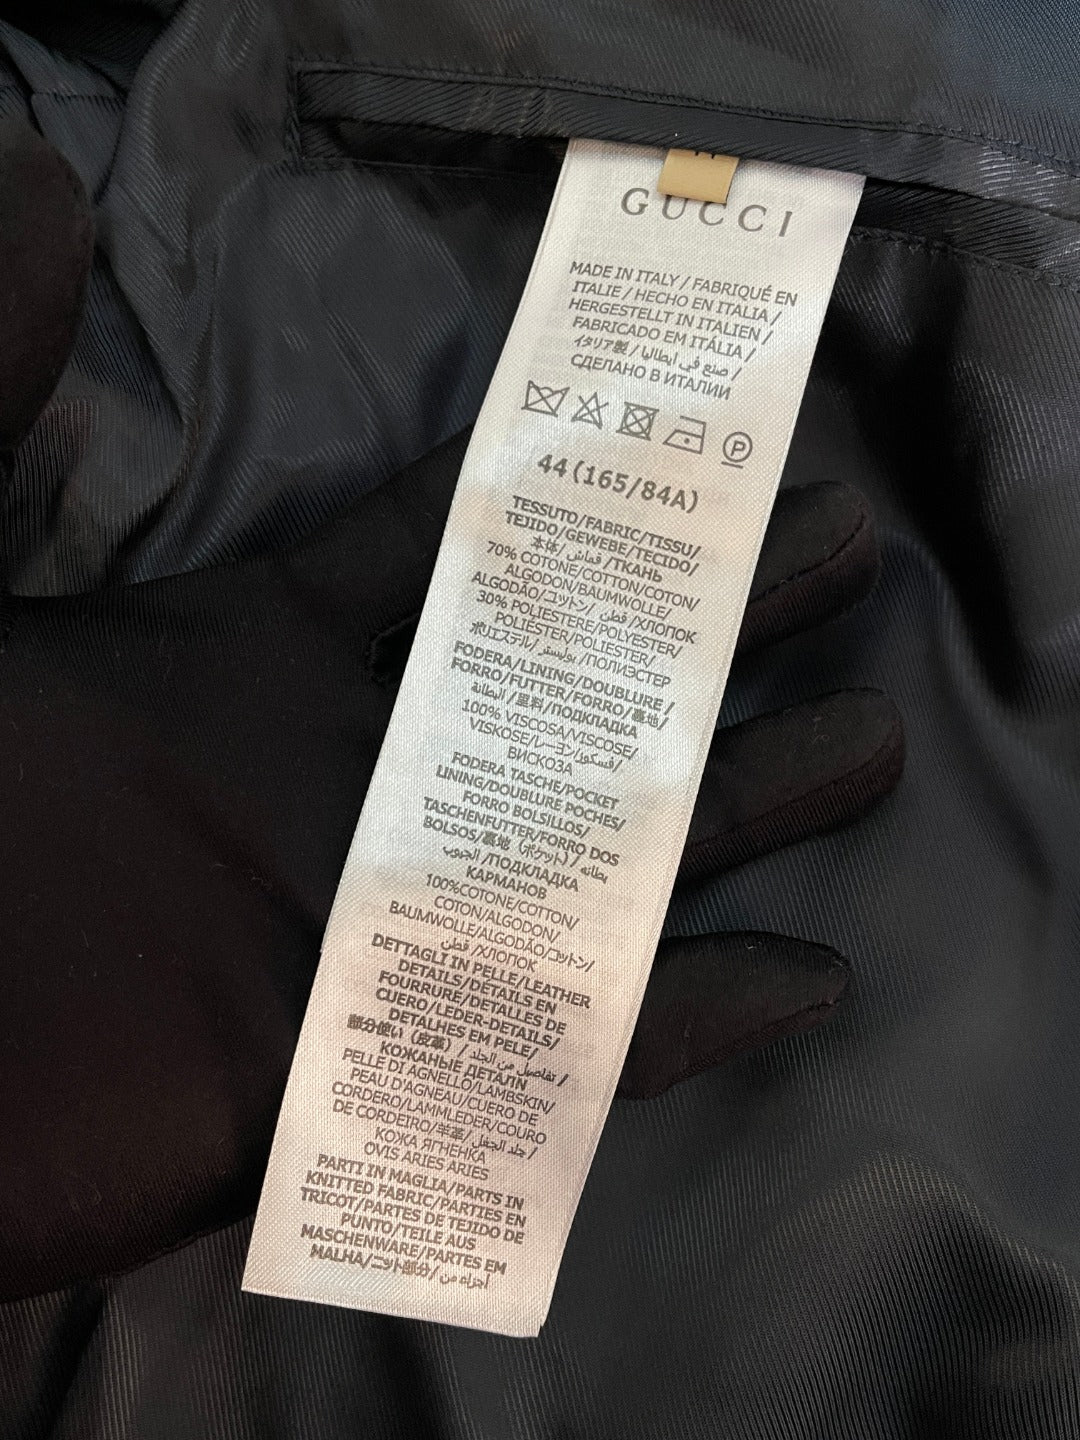 GUCCI
MADE IN ITALY / FABRIQUÉ EN
ITALIE / HECHO EN ITALIA /
HERGESTELLT IN ITALIEN /
FABRICADO EM ITÁLIA /
イタリア製 / صنع في ايطاليا /
СДЕЛАНО В ИТАЛИИ
P
44 (165/84A)
TESSUTO/FABRIC/TISSU/
TEJIDO/GEWEBE/TECIDO/
本体/ قماش /ТКАНЬ
70% COTONE/COTTON/COTON/
ALGODON/BAUMWOLLE/
ALGODÃO/コットン/ قطن /ХЛОПОК
30% POLIESTERE/POLYESTER/
POLIÉSTER/POLIESTER/
ポリエステル/ بوليستر /ПОЛИЭСТЕР
FODERA/LINING/DOUBLURE/
FORRO/FUTTER/FORRO/裏地/
البطانة /里料/ПОДКЛАДКА
100% VISCOSA/VISCOSE/
VISKOSE/レーヨン/فسكوز/
ВИСКОЗА
FODERA TASCHE/POCKET
LINING/DOUBLURE POCHES/
FORRO BOLSILLOS/
TASCHENFUTTER/FORRO DOS
BOLSOS/裏地 (ポケット)/ بطانه
الجيوب /ПОДКЛАДКА
КАРМАНОВ
100%COTONE/COTTON/
COTON/ALGODON/
BAUMWOLLE/ALGODÃO/コットン/
قطن /ХЛОПОК
DETTAGLI IN PELLE/LEATHER
DETAILS/DÉTAILS EN
FOURRURE/DETALLES DE
CUERO/LEDER-DETAILS/
DETALHES EM PELE/
部分使い (皮革) / تفاصيل من الجلد /
КОЖАНЫЕ ДЕТАЛИ
PELLE DI AGNELLO/LAMBSKIN/
PEAU D'AGNEAU/CUERO DE
CORDERO/LAMMLEDER/COURO
DE CORDEIRO/羊革/ جلد الحمل /
КОЖА ЯГНЕНКА
OVIS ARIES ARIES
PARTI IN MAGLIA/PARTS IN
KNITTED FABRIC/PARTIES EN
TRICOT/PARTES DE TEJIDO DE
PUNTO/TEILE AUS
MASCHENWARE/PARTES EM
MALHA/ニット部分/ أجزاء من